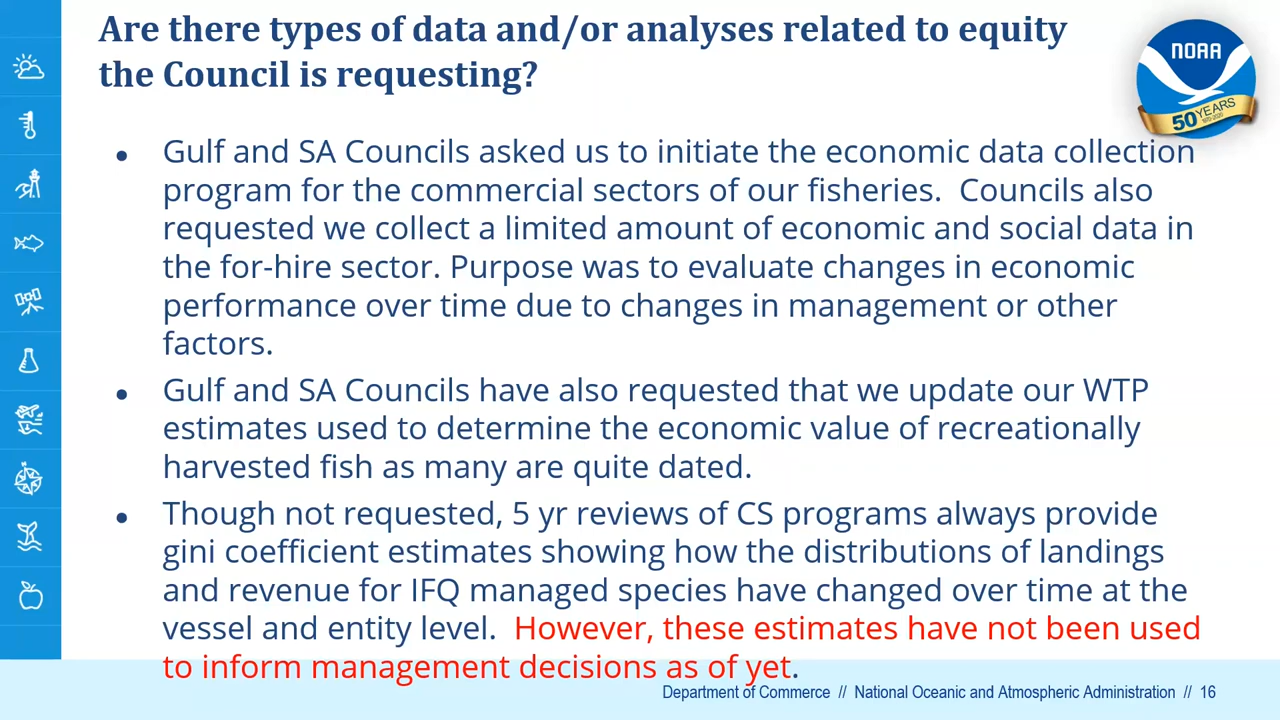 Are there types of data and/or analyses related to equity
the Council is requesting?
NOAA
50 YEARS
1970-2020
• Gulf and SA Councils asked us to initiate the economic data collection
program for the commercial sectors of our fisheries.  Councils also
requested we collect a limited amount of economic and social data in
the for-hire sector. Purpose was to evaluate changes in economic
performance over time due to changes in management or other
factors.
• Gulf and SA Councils have also requested that we update our WTP
estimates used to determine the economic value of recreationally
harvested fish as many are quite dated.
• Though not requested, 5 yr reviews of CS programs always provide
gini coefficient estimates showing how the distributions of landings
and revenue for IFQ managed species have changed over time at the
vessel and entity level.  However, these estimates have not been used
to inform management decisions as of yet.
Department of Commerce // National Oceanic and Atmospheric Administration // 16